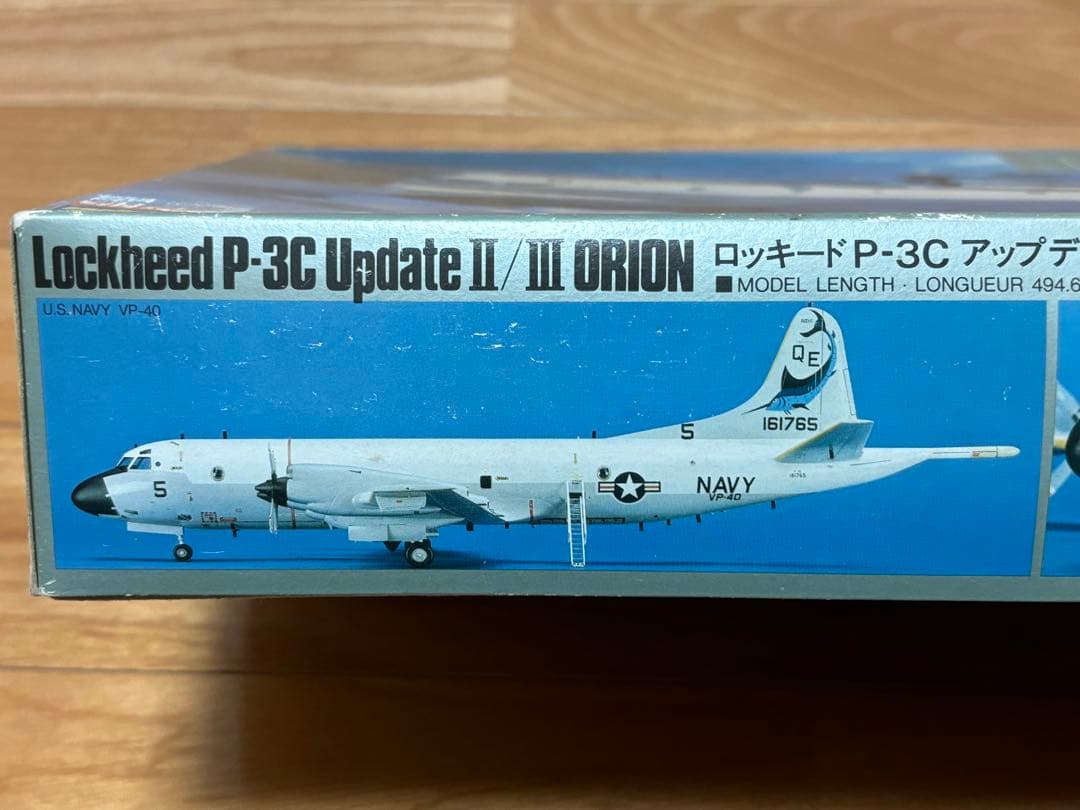 Lockheed P-3C Update II/III ORION
ロッキード P-3C アップデ
■ MODEL LENGTH · LONGUEUR 494.6
U.S. NAVY VP-40
QE
161765
5
5
NAVY
VP-40
161765